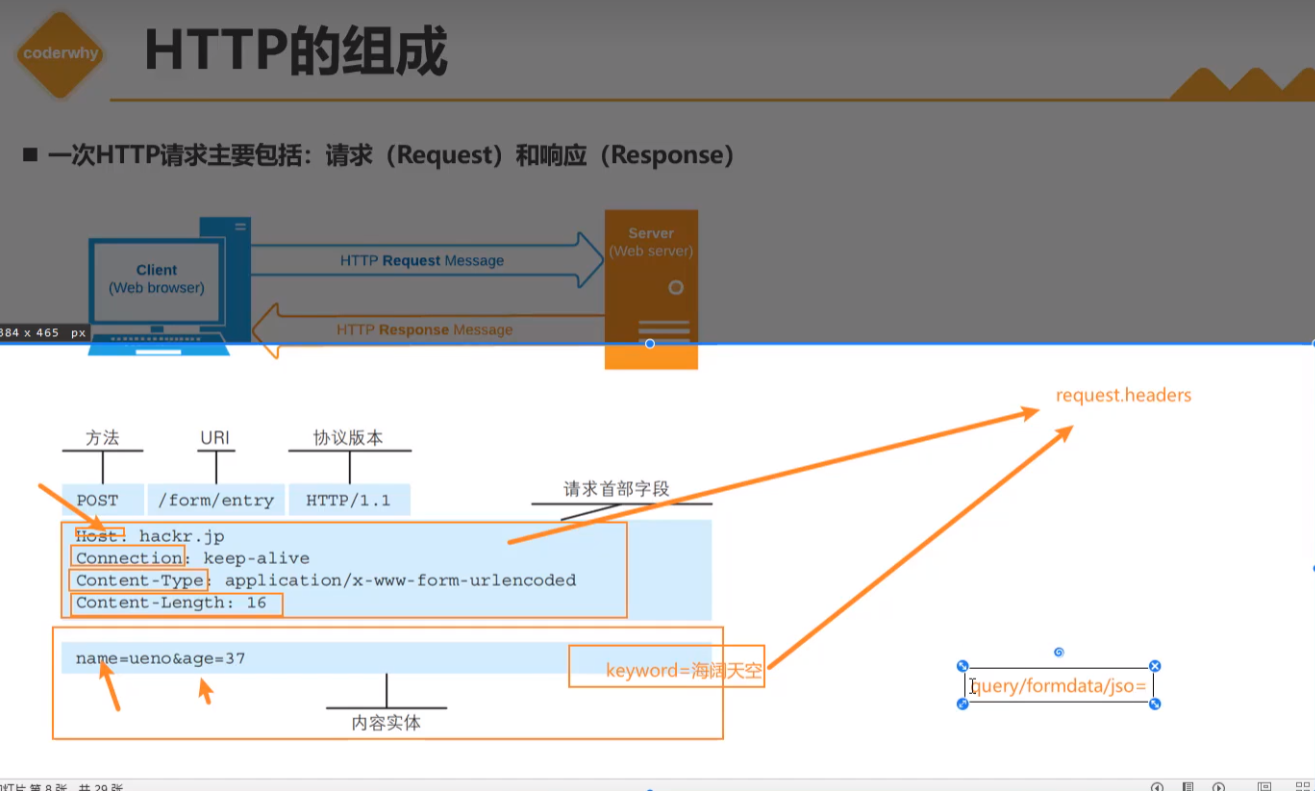 coderwhy
HTTP的组成
■ 一次HTTP请求主要包括：请求（Request）和响应（Response）
Client
(Web browser)
HTTP Request Message
HTTP Response Message
Server
(Web server)
384 x 465 px
request.headers
方法
URI
协议版本
POST
/form/entry
HTTP/1.1
请求首部字段
Host: hackr.jp
Connection: keep-alive
Content-Type: application/x-www-form-urlencoded
Content-Length: 16
name=ueno&age=37
keyword=海阔天空
query/formdata/jso=
内容实体
幻灯片 第 8 张，共 29 张